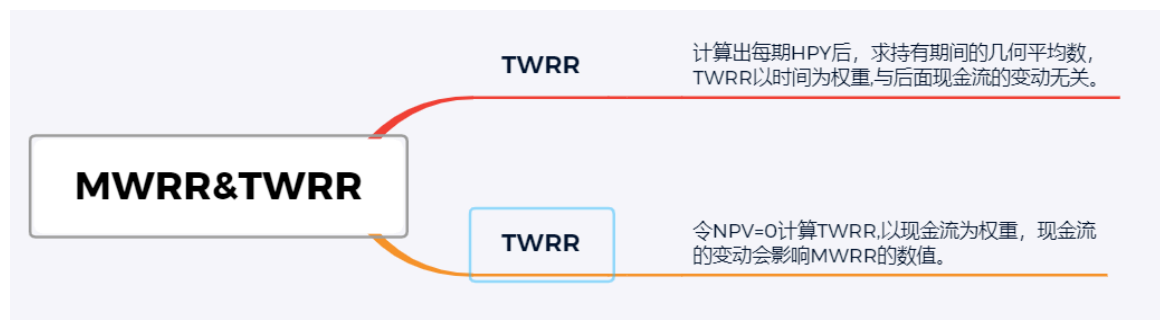 TWRR
计算出每期HPY后，求持有期间的几何平均数，
TWRR以时间为权重,与后面现金流的变动无关。
MWRR&TWRR
TWRR
令NPV=0计算TWRR,以现金流为权重，现金流
的变动会影响MWRR的数值。